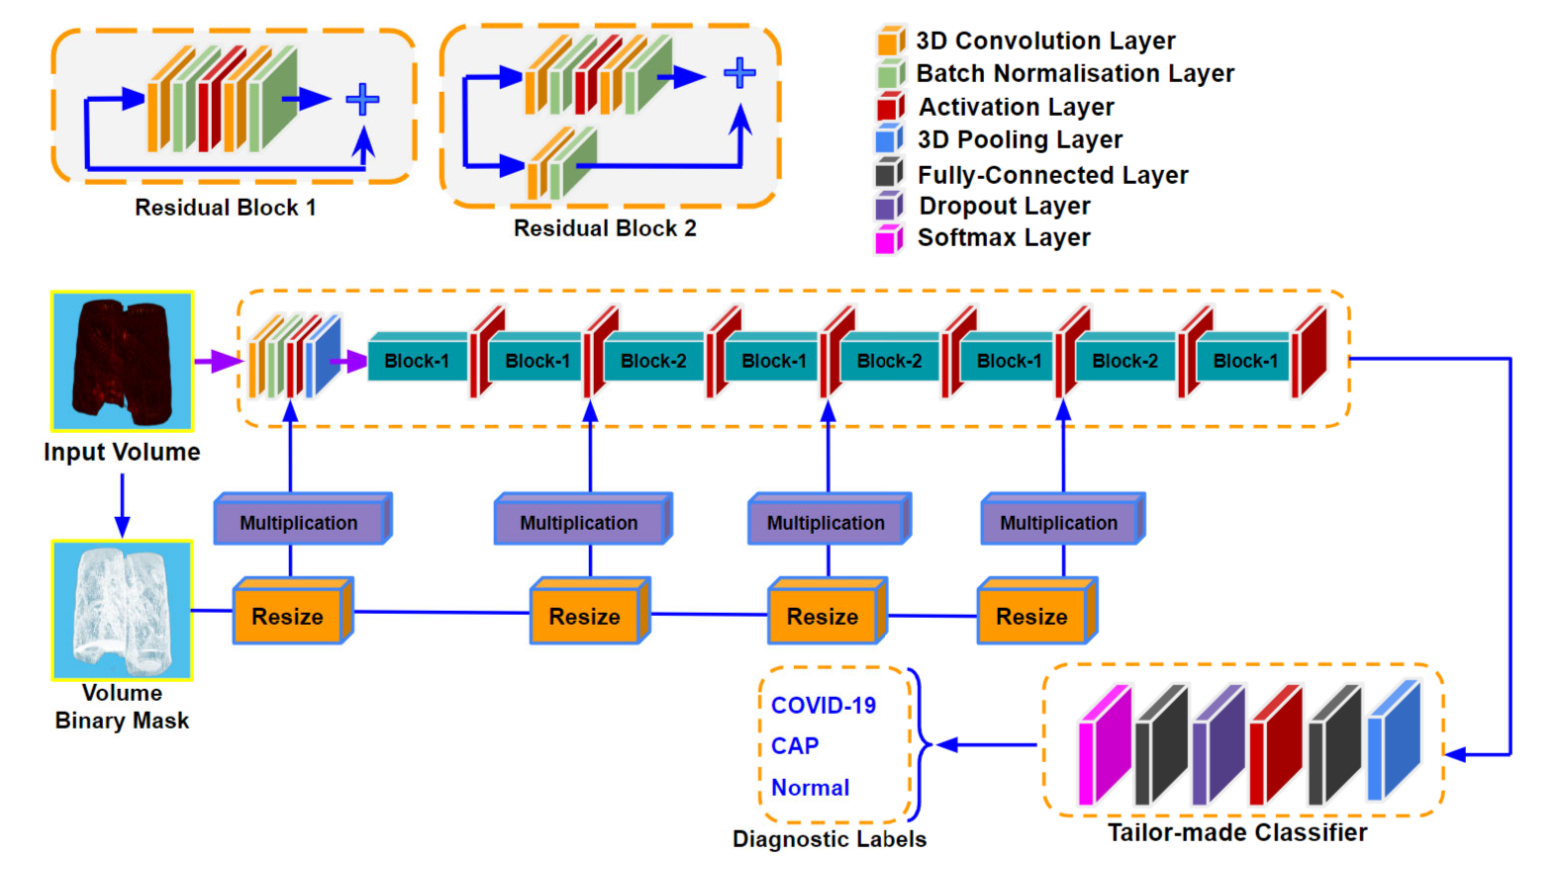 3D Convolution Layer
Batch Normalisation Layer
Activation Layer
3D Pooling Layer
Fully-Connected Layer
Dropout Layer
Softmax Layer
Residual Block 1
Residual Block 2
Block-1
Block-1
Block-2
Block-1
Block-2
Block-1
Block-2
Block-1
Input Volume
Multiplication
Multiplication
Multiplication
Multiplication
Resize
Resize
Resize
Resize
Volume
Binary Mask
COVID-19
CAP
Normal
Diagnostic Labels
Tailor-made Classifier